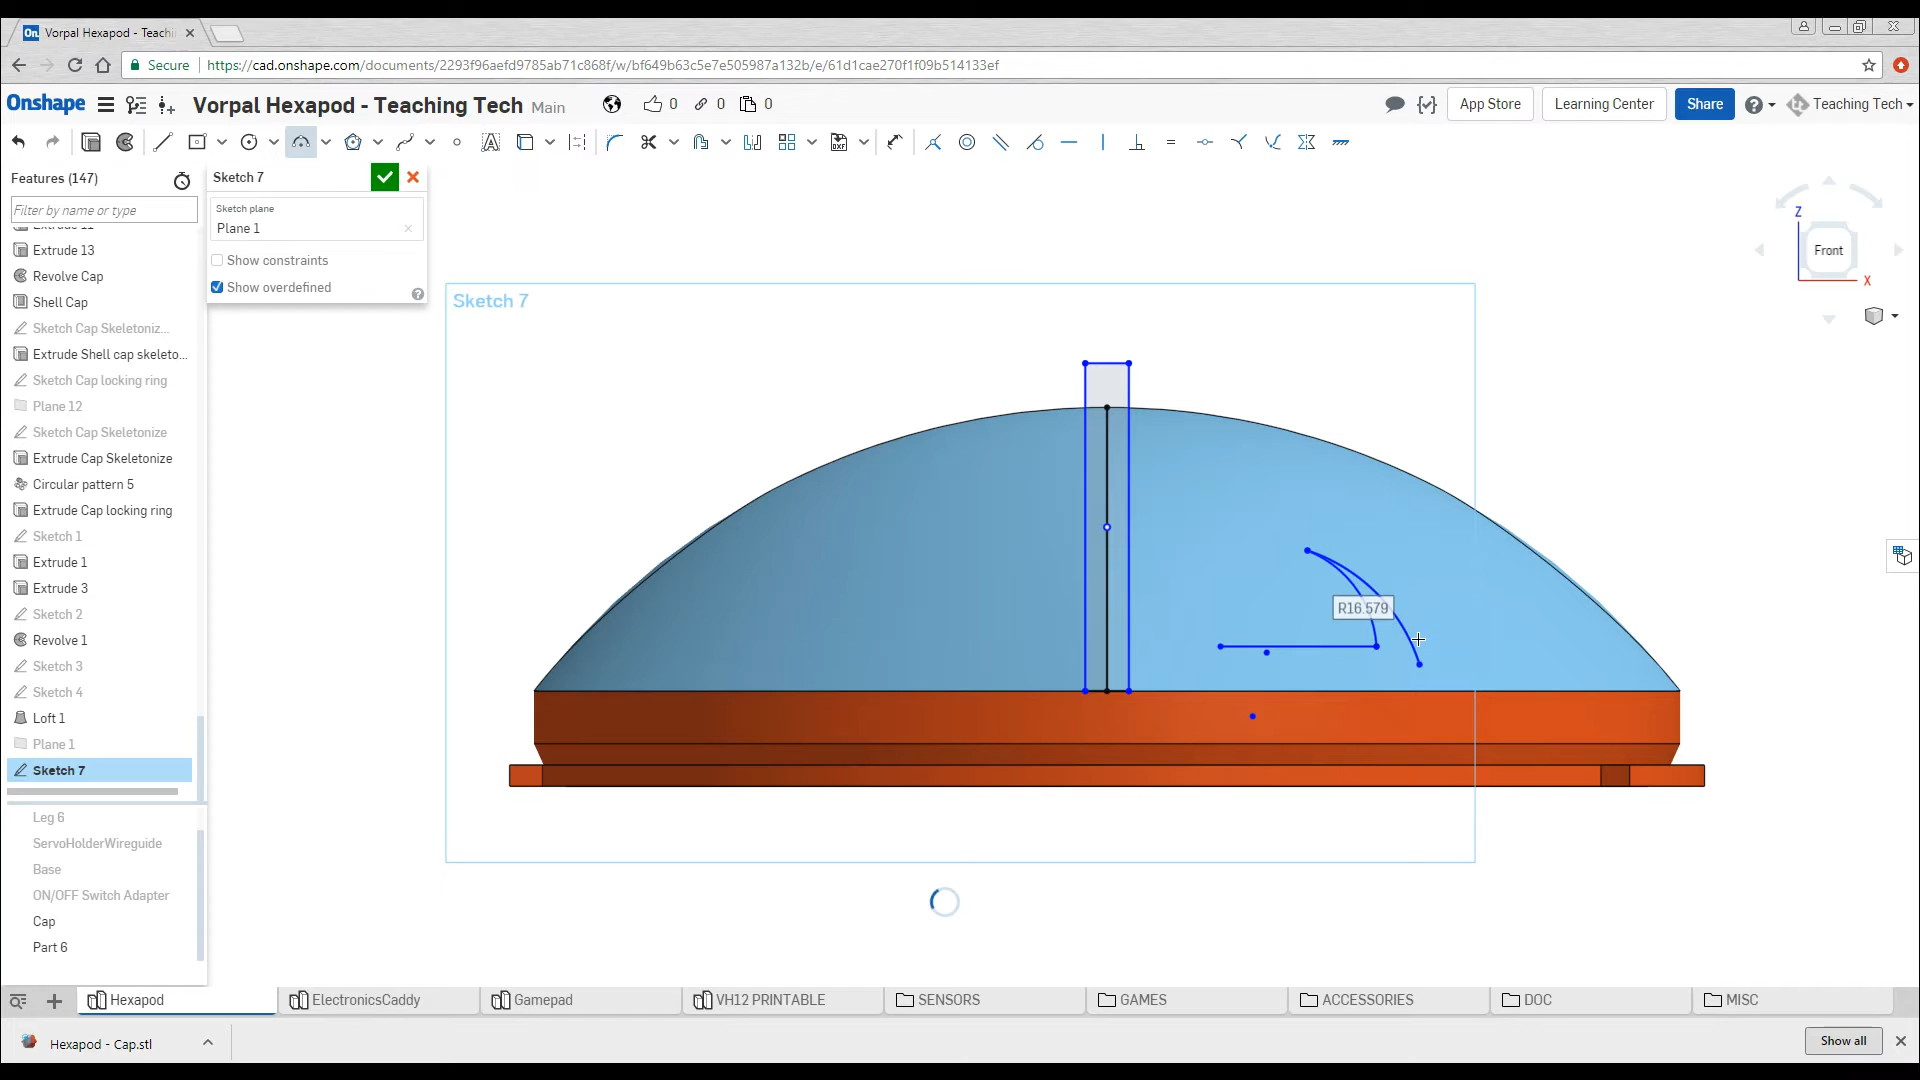 On Vorpal Hexapod - Teachi
Secure https://cad.onshape.com/documents/2293f96aefd9785ab71c868f/w/bf649b63c5e7e505987a132b/e/61d1cae270f1f09b514133ef
Onshape Vorpal Hexapod - Teaching Tech Main 0 0 0 App Store Learning Center Share Teaching Tech
Features (147)
Filter by name or type
Extrude 13
Revolve Cap
Shell Cap
Sketch Cap Skeletoniz...
Extrude Shell cap skeleto...
Sketch Cap locking ring
Plane 12
Sketch Cap Skeletonize
Extrude Cap Skeletonize
Circular pattern 5
Extrude Cap locking ring
Sketch 1
Extrude 1
Extrude 3
Sketch 2
Revolve 1
Sketch 3
Sketch 4
Loft 1
Plane 1
Sketch 7
Leg 6
ServoHolderWireguide
Base
ON/OFF Switch Adapter
Cap
Part 6
Sketch 7
Sketch plane
Plane 1
Show constraints
Show overdefined
Sketch 7
R16.579
Z
Front
X
Hexapod ElectronicsCaddy Gamepad VH12 PRINTABLE SENSORS GAMES ACCESSORIES DOC MISC
Hexapod - Cap.stl Show all